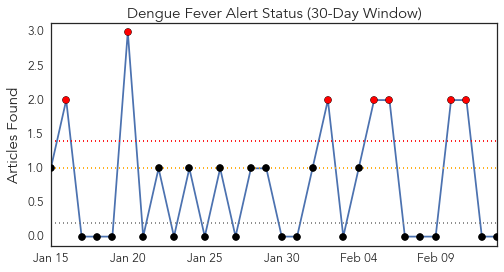 Dengue Fever Alert Status (30-Day Window)
Articles Found
3.0
2.5
2.0
1.5
1.0
0.5
0.0
Jan 15 Jan 20 Jan 25 Jan 30 Feb 04 Feb 09